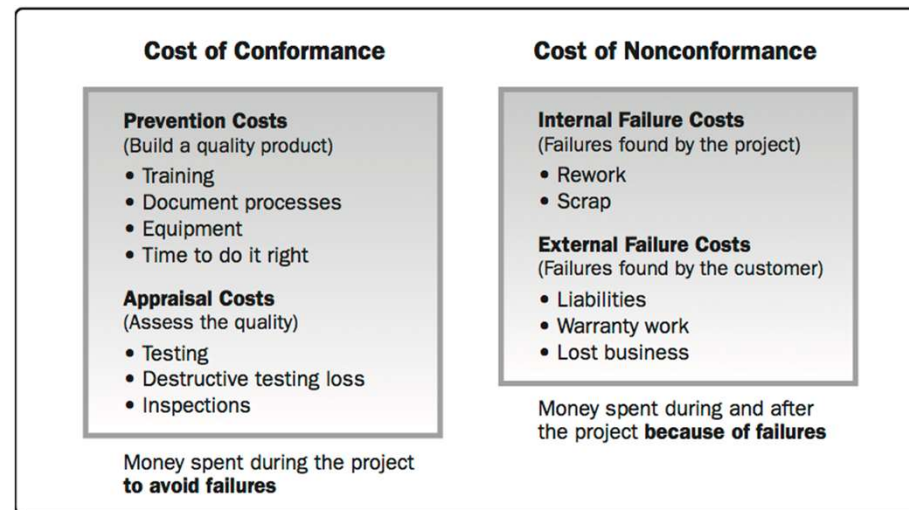 Cost of Conformance
Prevention Costs
(Build a quality product)
• Training
• Document processes
• Equipment
• Time to do it right
Appraisal Costs
(Assess the quality)
• Testing
• Destructive testing loss
• Inspections
Money spent during the project
to avoid failures
Cost of Nonconformance
Internal Failure Costs
(Failures found by the project)
• Rework
• Scrap
External Failure Costs
(Failures found by the customer)
• Liabilities
• Warranty work
• Lost business
Money spent during and after
the project because of failures